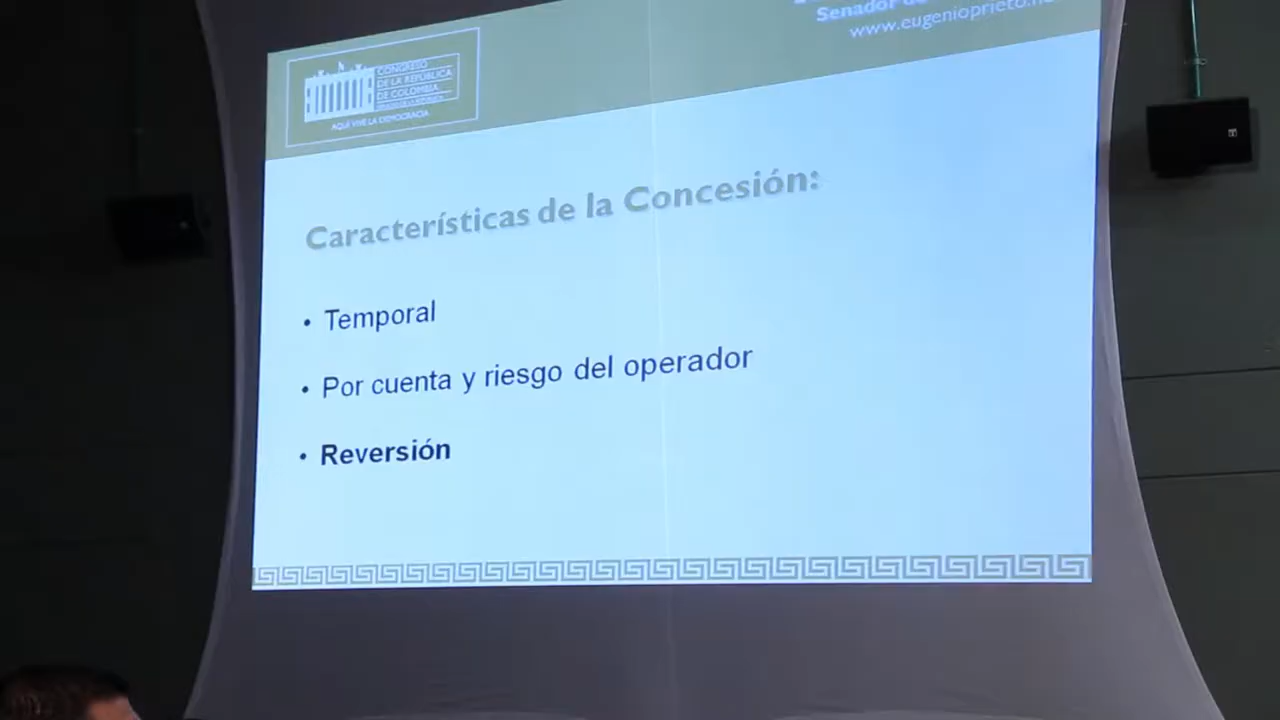 Senador
www.eugenioprieto.n
CONGRESO
DE LA REPÚBLICA
DE COLOMBIA
AQUÍ VIVE LA DEMOCRACIA
Características de la Concesión:
• Temporal
• Por cuenta y riesgo del operador
• Reversión